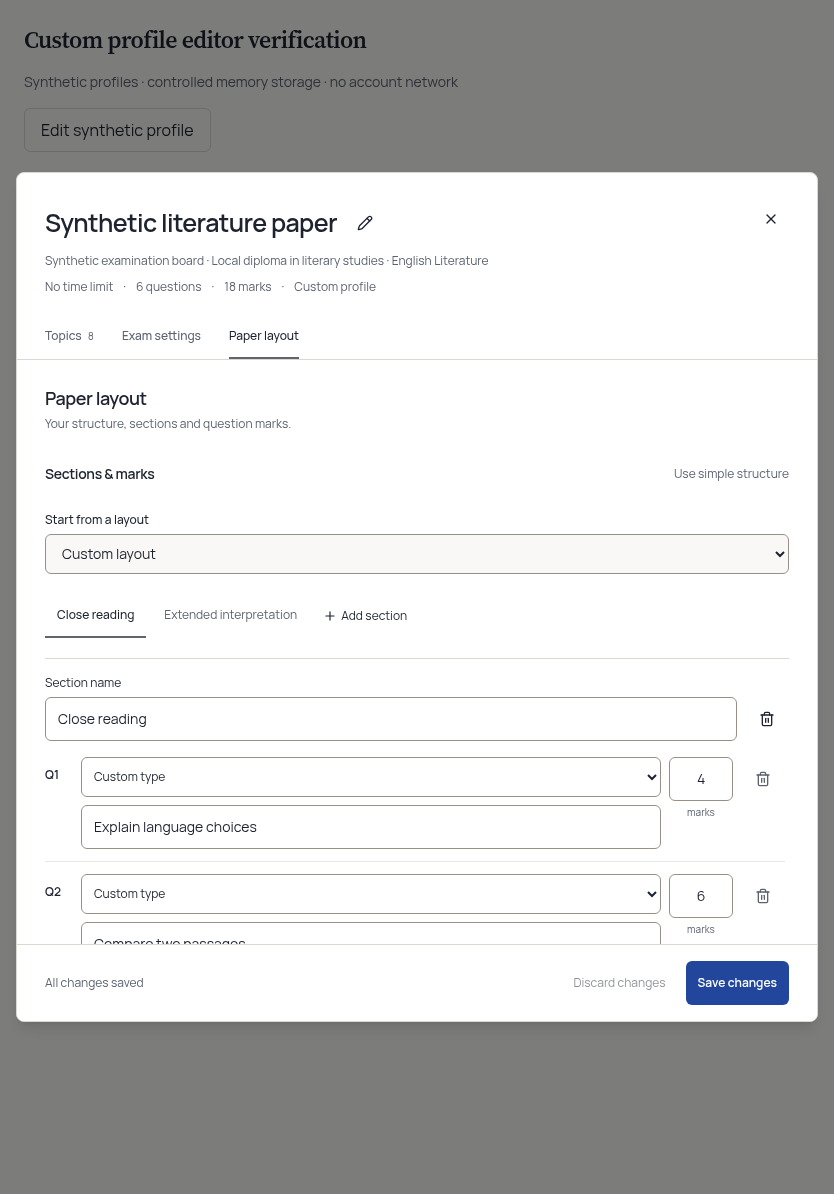 Custom profile editor verification
Synthetic profiles · controlled memory storage · no account network
Edit synthetic profile
Synthetic literature paper
Synthetic examination board · Local diploma in literary studies · English Literature
No time limit · 6 questions · 18 marks · Custom profile
Topics 8 Exam settings Paper layout
Paper layout
Your structure, sections and question marks.
Sections & marks Use simple structure
Start from a layout
Custom layout
Close reading Extended interpretation + Add section
Section name
Close reading
Q1 Custom type 4
marks
Explain language choices
Q2 Custom type 6
marks
Compare two passages
All changes saved Discard changes Save changes